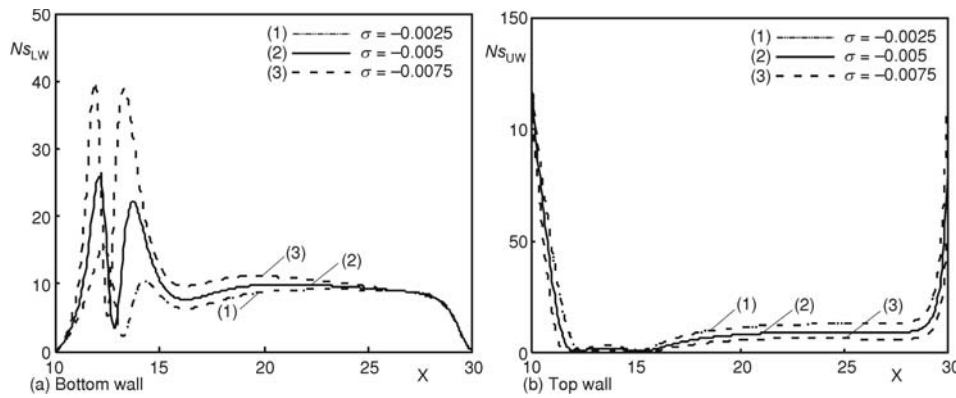 50
Ns_LW
40
30
20
10
0
(1) σ = –0.0025
(2) σ = –0.005
(3) σ = –0.0075
(3)
(2)
(1)
10 15 20 25 X 30
(a) Bottom wall
150
Ns_UW
10
50
0
(1) σ = –0.0025
(2) σ = –0.005
(3) σ = –0.0075
(1) (2) (3)
10 15 20 25 X 30
(b) Top wall